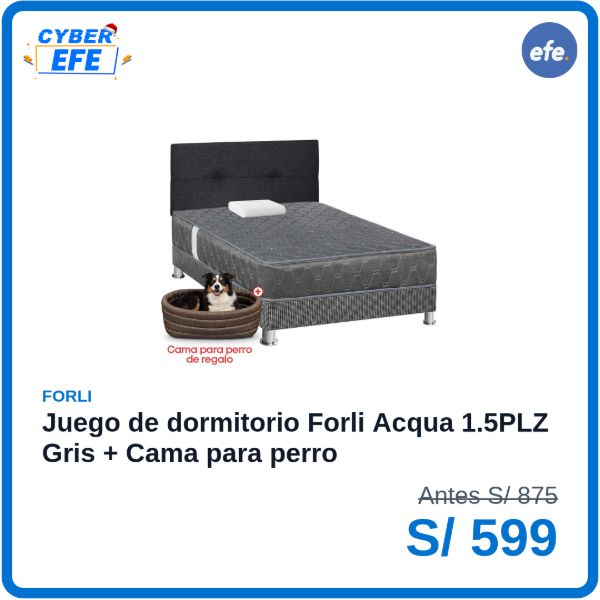 CYBER
EFE
efe.
+
Cama para perro
de regalo
FORLI
Juego de dormitorio Forli Acqua 1.5PLZ
Gris + Cama para perro
Antes S/ 875
S/ 599